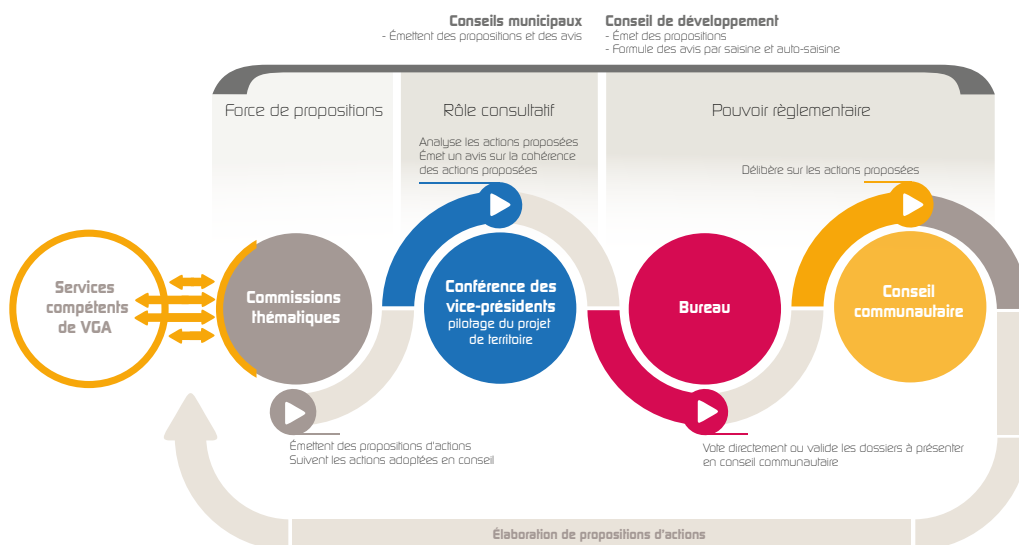 Conseils municipaux
- Émettent des propositions et des avis
Conseil de développement
- Émet des propositions
- Formule des avis par saisine et auto-saisine
Force de propositions
Rôle consultatif
Pouvoir règlementaire
Analyse les actions proposées
Émet un avis sur la cohérence
des actions proposées
Délibère sur les actions proposées
Services
compétents
de VGA
Commissions
thématiques
Conférence des
vice-présidents
pilotage du projet
de territoire
Bureau
Conseil
communautaire
Émettent des propositions d'actions
Suivent les actions adoptées en conseil
Vote directement ou valide les dossiers à présenter
en conseil communautaire
Élaboration de propositions d'actions